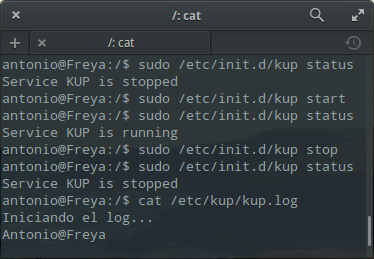 /: cat
/: cat
antonio@Freya:/$ sudo /etc/init.d/kup status
Service KUP is stopped
antonio@Freya:/$ sudo /etc/init.d/kup start
antonio@Freya:/$ sudo /etc/init.d/kup status
Service KUP is running
antonio@Freya:/$ sudo /etc/init.d/kup stop
antonio@Freya:/$ sudo /etc/init.d/kup status
Service KUP is stopped
antonio@Freya:/$ cat /etc/kup/kup.log
Iniciando el log...
Antonio@Freya